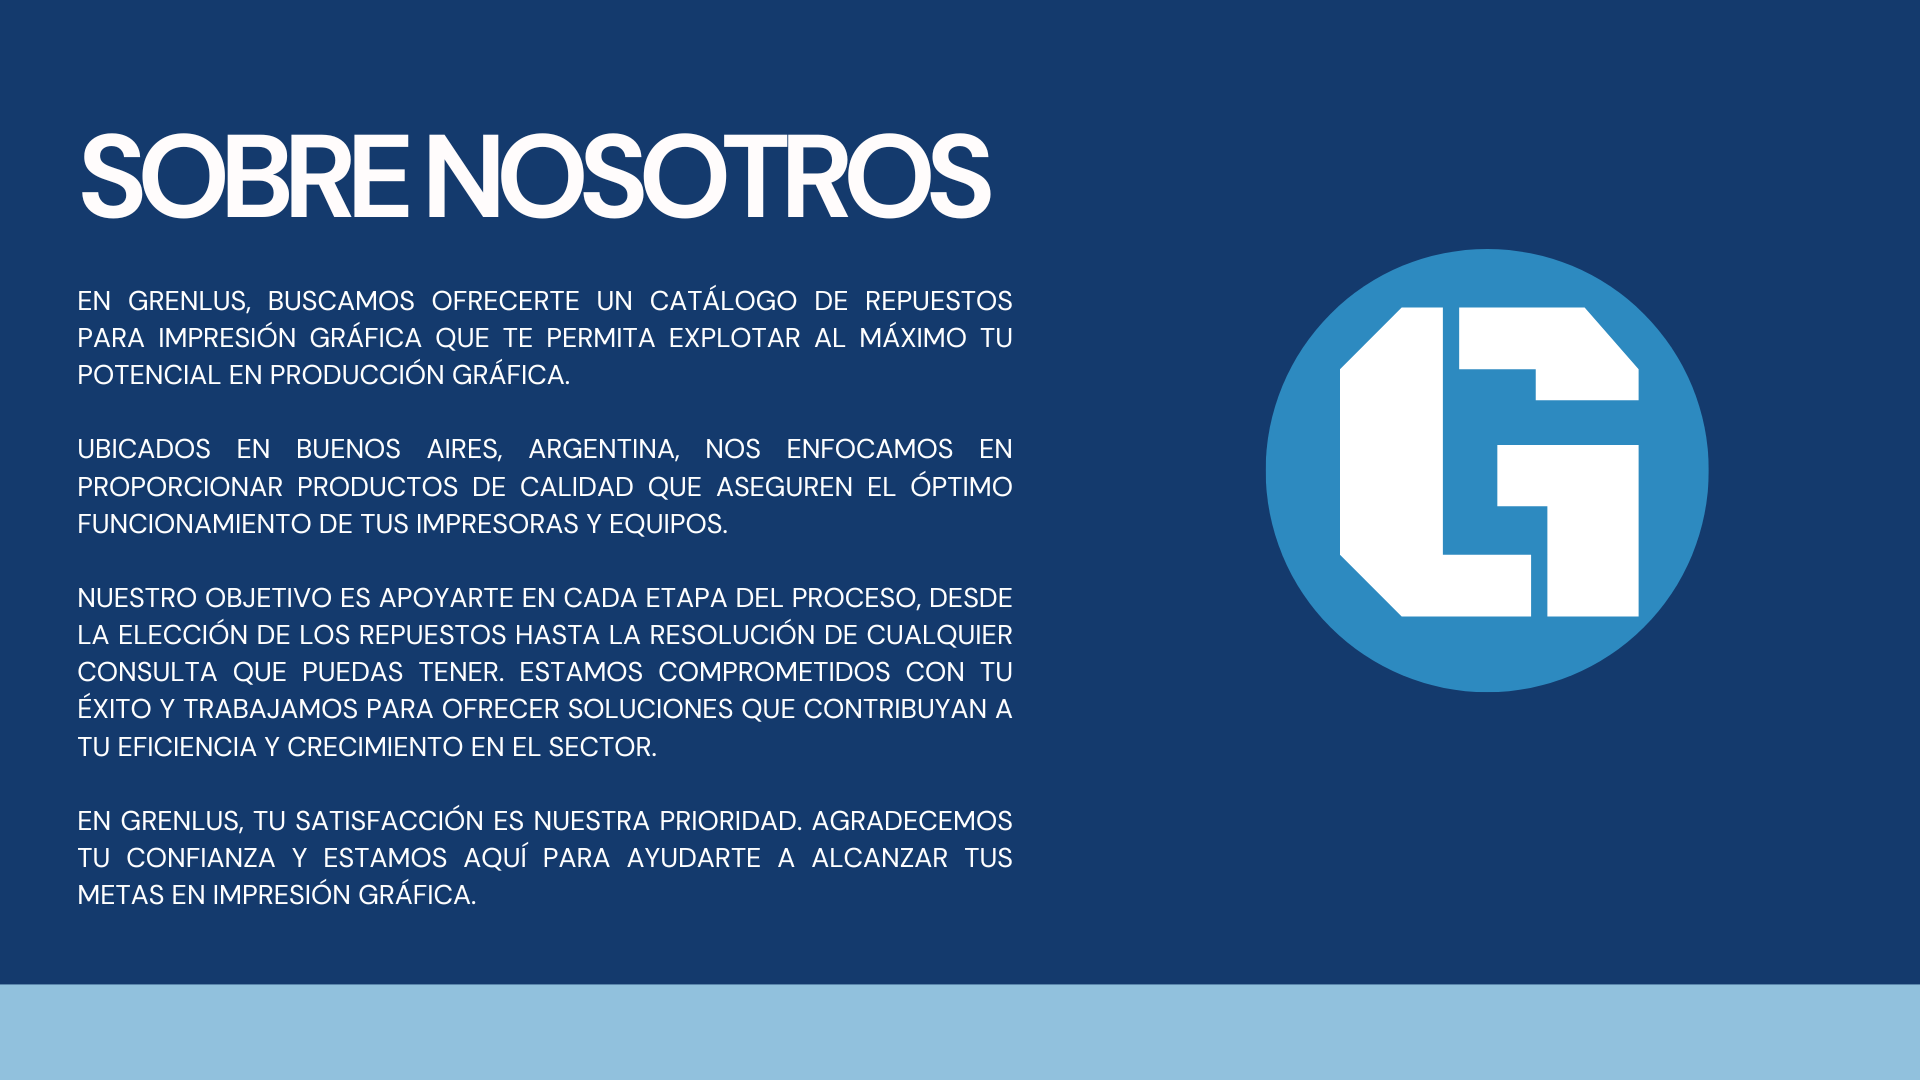 SOBRE NOSOTROS
EN GRENLUS, BUSCAMOS OFRECERTE UN CATÁLOGO DE REPUESTOS
PARA IMPRESIÓN GRÁFICA QUE TE PERMITA EXPLOTAR AL MÁXIMO TU
POTENCIAL EN PRODUCCIÓN GRÁFICA.
UBICADOS EN BUENOS AIRES, ARGENTINA, NOS ENFOCAMOS EN
PROPORCIONAR PRODUCTOS DE CALIDAD QUE ASEGUREN EL ÓPTIMO
FUNCIONAMIENTO DE TUS IMPRESORAS Y EQUIPOS.
NUESTRO OBJETIVO ES APOYARTE EN CADA ETAPA DEL PROCESO, DESDE
LA ELECCIÓN DE LOS REPUESTOS HASTA LA RESOLUCIÓN DE CUALQUIER
CONSULTA QUE PUEDAS TENER. ESTAMOS COMPROMETIDOS CON TU
ÉXITO Y TRABAJAMOS PARA OFRECER SOLUCIONES QUE CONTRIBUYAN A
TU EFICIENCIA Y CRECIMIENTO EN EL SECTOR.
EN GRENLUS, TU SATISFACCIÓN ES NUESTRA PRIORIDAD. AGRADECEMOS
TU CONFIANZA Y ESTAMOS AQUÍ PARA AYUDARTE A ALCANZAR TUS
METAS EN IMPRESIÓN GRÁFICA.